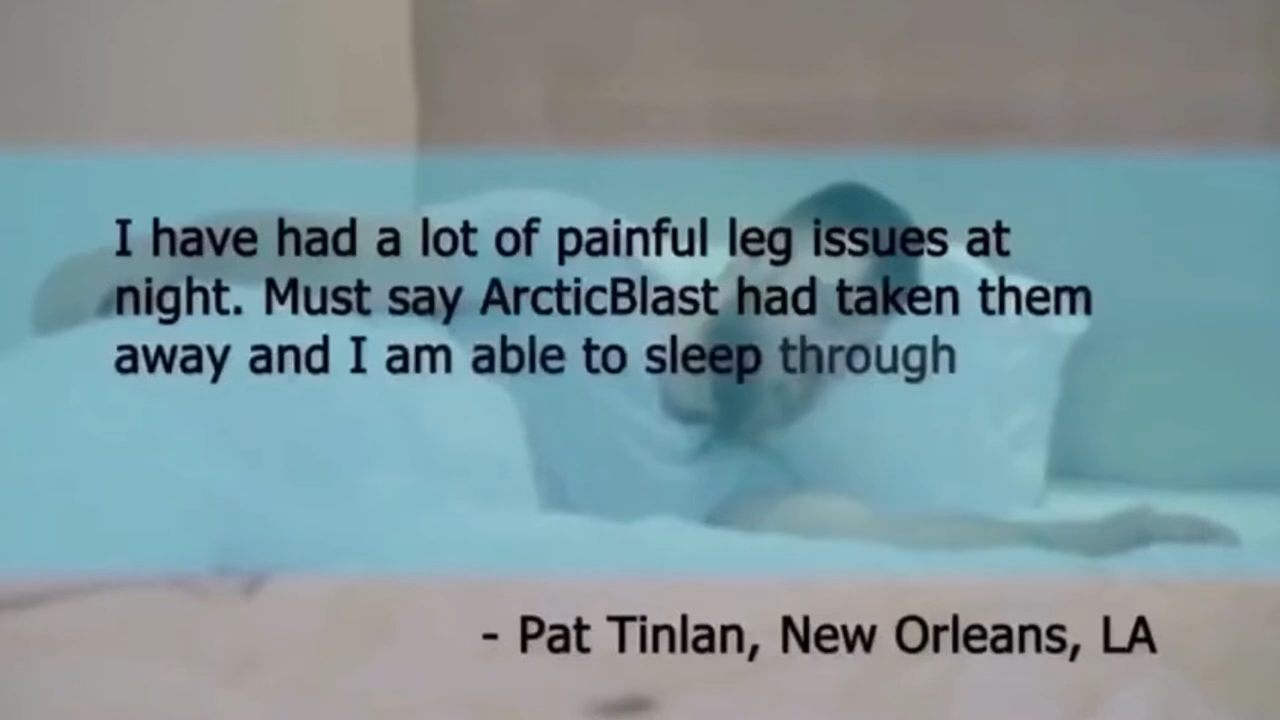 I have had a lot of painful leg issues at
night. Must say ArcticBlast had taken them
away and I am able to sleep through
- Pat Tinlan, New Orleans, LA